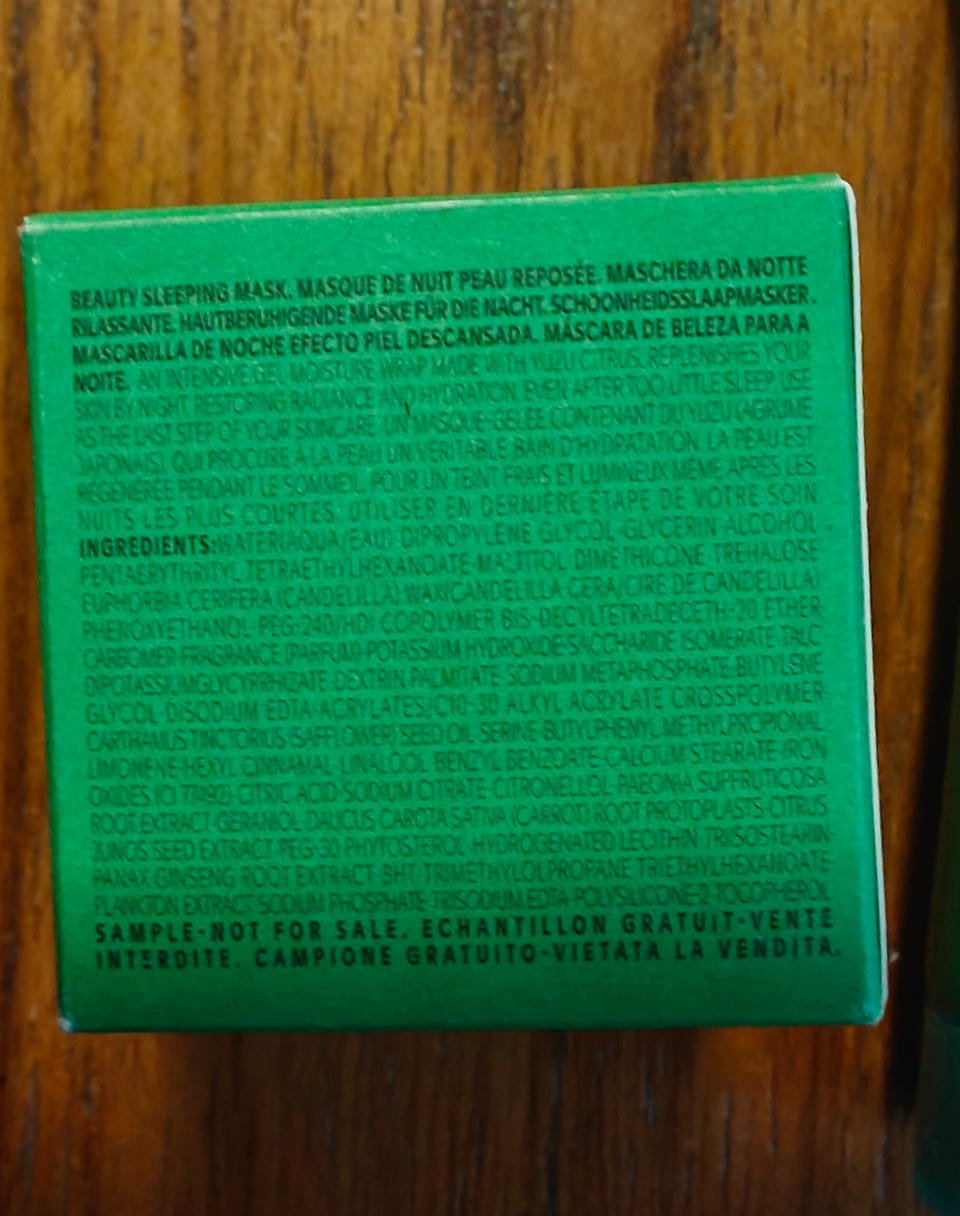 BEAUTY SLEEPING MASK. MASQUE DE NUIT PEAU REPOSÉE. MASCHERA DA NOTTE
RILASSANTE. HAUTBERUHIGENDE MASKE FÜR DIE NACHT. SCHOONHEIDSSLAAPMASKER.
MASCARILLA DE NOCHE EFECTO PIEL DESCANSADA. MÁSCARA DE BELEZA PARA A
NOITE. AN INTENSIVE GEL MOISTURE WRAP MADE WITH YUZU CITRUS, REPLENISHES YOUR
SKIN BY NIGHT, RESTORING RADIANCE AND HYDRATION, EVEN AFTER TOO LITTLE SLEEP. USE
AS THE LAST STEP OF YOUR SKINCARE. UN MASQUE-GELÉE CONTENANT DU YUZU (AGRUME
JAPONAIS), QUI PROCURE À LA PEAU UN VÉRITABLE BAIN D'HYDRATATION. LA PEAU EST
RÉGÉNÉRÉE PENDANT LE SOMMEIL, POUR UN TEINT FRAIS ET LUMINEUX MÊME APRÈS LES
NUITS LES PLUS COURTES. UTILISER EN DERNIÈRE ÉTAPE DE VOTRE SOIN
INGREDIENTS:WATER(AQUA/EAU)·DIPROPYLENE GLYCOL·GLYCERIN·ALCOHOL·
PENTAERYTHRITYL TETRAETHYLHEXANOATE·MALTITOL·DIMETHICONE·TREHALOSE·
EUPHORBIA CERIFERA (CANDELILLA) WAX(CANDELILLA CERA/CIRE DE CANDELILLA)·
PHENOXYETHANOL·PEG-240/HDI COPOLYMER BIS-DECYLTETRADECETH-20 ETHER·
CARBOMER·FRAGRANCE (PARFUM)·POTASSIUM HYDROXIDE·SACCHARIDE ISOMERATE·TALC·
DIPOTASSIUM GLYCYRRHIZATE·DEXTRIN PALMITATE·SODIUM METAPHOSPHATE·BUTYLENE
GLYCOL·DISODIUM EDTA·ACRYLATES/C10-30 ALKYL ACRYLATE CROSSPOLYMER·
CARTHAMUS TINCTORIUS (SAFFLOWER) SEED OIL·SERINE·BUTYLPHENYL METHYLPROPIONAL·
LIMONENE·HEXYL CINNAMAL·LINALOOL·BENZYL BENZOATE·CALCIUM STEARATE·IRON
OXIDES (CI 77492)·CITRIC ACID·SODIUM CITRATE·CITRONELLOL·PAEONIA SUFFRUTICOSA
ROOT EXTRACT·GERANIOL·DAUCUS CAROTA SATIVA (CARROT) ROOT PROTOPLASTS·CITRUS
JUNOS SEED EXTRACT·PEG-30 PHYTOSTEROL·HYDROGENATED LECITHIN·TRIISOSTEARIN·
PANAX GINSENG ROOT EXTRACT·BHT·TRIMETHYLOLPROPANE TRIETHYLHEXANOATE·
PLANKTON EXTRACT·SODIUM PHOSPHATE·TRISODIUM EDTA·POLYSILICONE-2·TOCOPHEROL
SAMPLE-NOT FOR SALE. ECHANTILLON GRATUIT-VENTE
INTERDITE. CAMPIONE GRATUITO-VIETATA LA VENDITA.